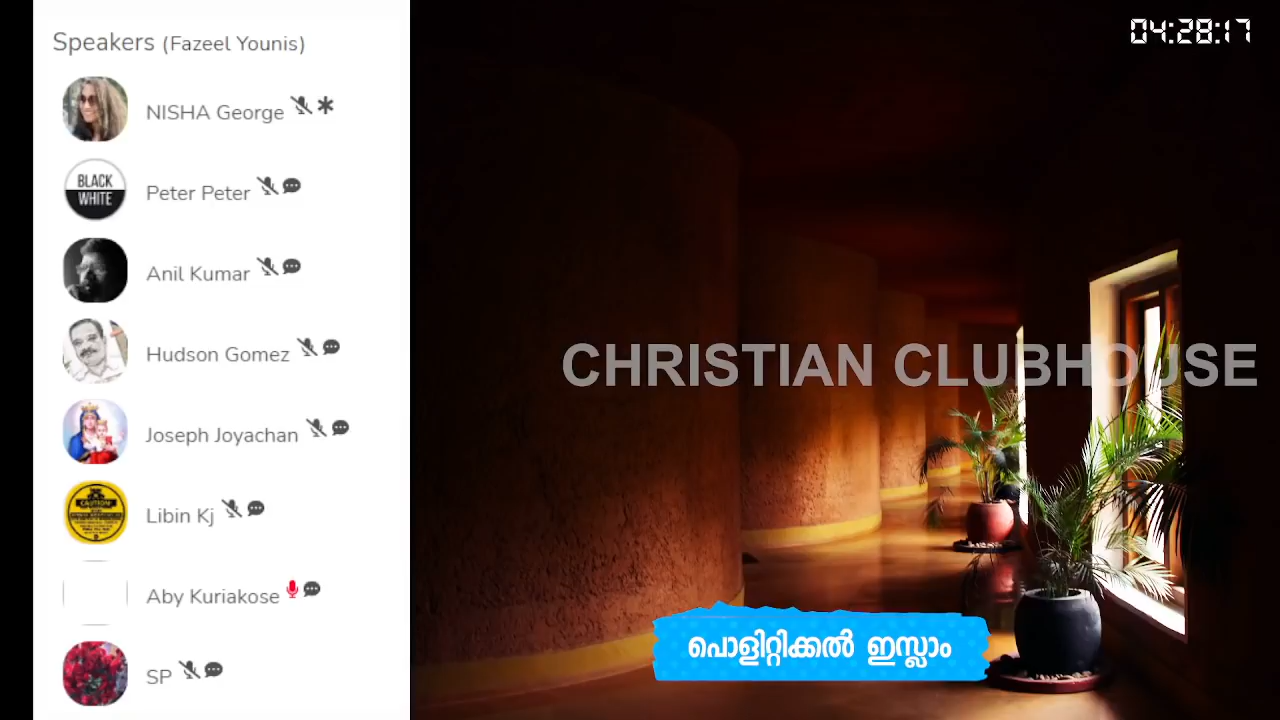 Speakers (Fazeel Younis)
04:28:17
NISHA George
BLACK
WHITE
Peter Peter
Anil Kumar
Hudson Gomez
CHRISTIAN CLUBHOUSE
Joseph Joyachan
CAUTION
Libin Kj
Aby Kuriakose
പൊളിറ്റിക്കൽ ഇസ്ലാം
SP